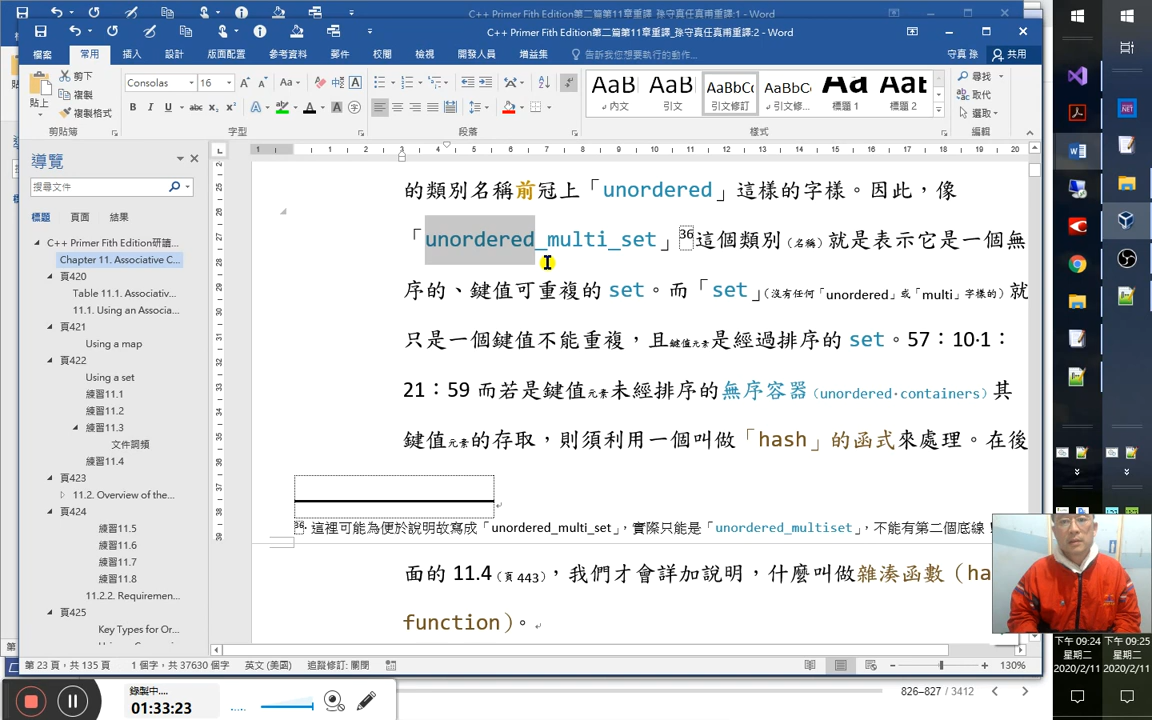 C++ Primer Fith Edition第二篇第11章重譯_孫守真任真甫重譯:1 - Word
C++ Primer Fith Edition第二篇第11章重譯_孫守真任真甫重譯:2 - Word
檔案 常用 插入 設計 版面配置 參考資料 郵件 校閱 檢視 開發人員 增益集 告訴我您想要執行的動作... 守真 孫 共用
貼上 剪下 複製 複製格式 剪貼簿
Consolas 16 字型
段落
AaB 內文 AaB 引文 AaBbCc 引文修訂 AaBbCc 引文修... Aa 標題 1 Aat 標題 2 樣式
尋找 取代 選取 編輯
導覽
搜尋文件
標題 頁面 結果
C++ Primer Fith Edition研讀...
Chapter 11. Associative C...
頁420
Table 11.1. Associativ...
11.1. Using an Associa...
頁421
Using a map
頁422
Using a set
練習11.1
練習11.2
練習11.3
文件詞頻
練習11.4
頁423
11.2. Overview of the...
頁424
練習11.5
練習11.6
練習11.7
練習11.8
11.2.2. Requiremen...
頁425
Key Types for Or...
的類別名稱前冠上「unordered」這樣的字樣。因此，像
「unordered_multi_set」36這個類別(名稱)就是表示它是一個無
序的、鍵值可重複的 set。而「set」(沒有任何「unordered」或「multi」字樣的)就
只是一個鍵值不能重複，且鍵值元素是經過排序的 set。57：10·1：
21：59 而若是鍵值元素未經排序的無序容器(unordered·containers)其
鍵值元素的存取，則須利用一個叫做「hash」的函式來處理。在後
36 這裡可能為便於說明故寫成「unordered_multi_set」，實際只能是「unordered_multiset」，不能有第二個底線！
面的 11.4(頁 443)，我們才會詳加說明，什麼叫做雜湊函數（ha
function）。
第 23 頁，共 135 頁 1 個字，共 37630 個字 英文 (美國) 追蹤修訂: 關閉 130%
錄製中....
01:33:23
826–827 / 3412
下午 09:24
星期二
2020/2/11
下午 09:25
星期二
2020/2/11